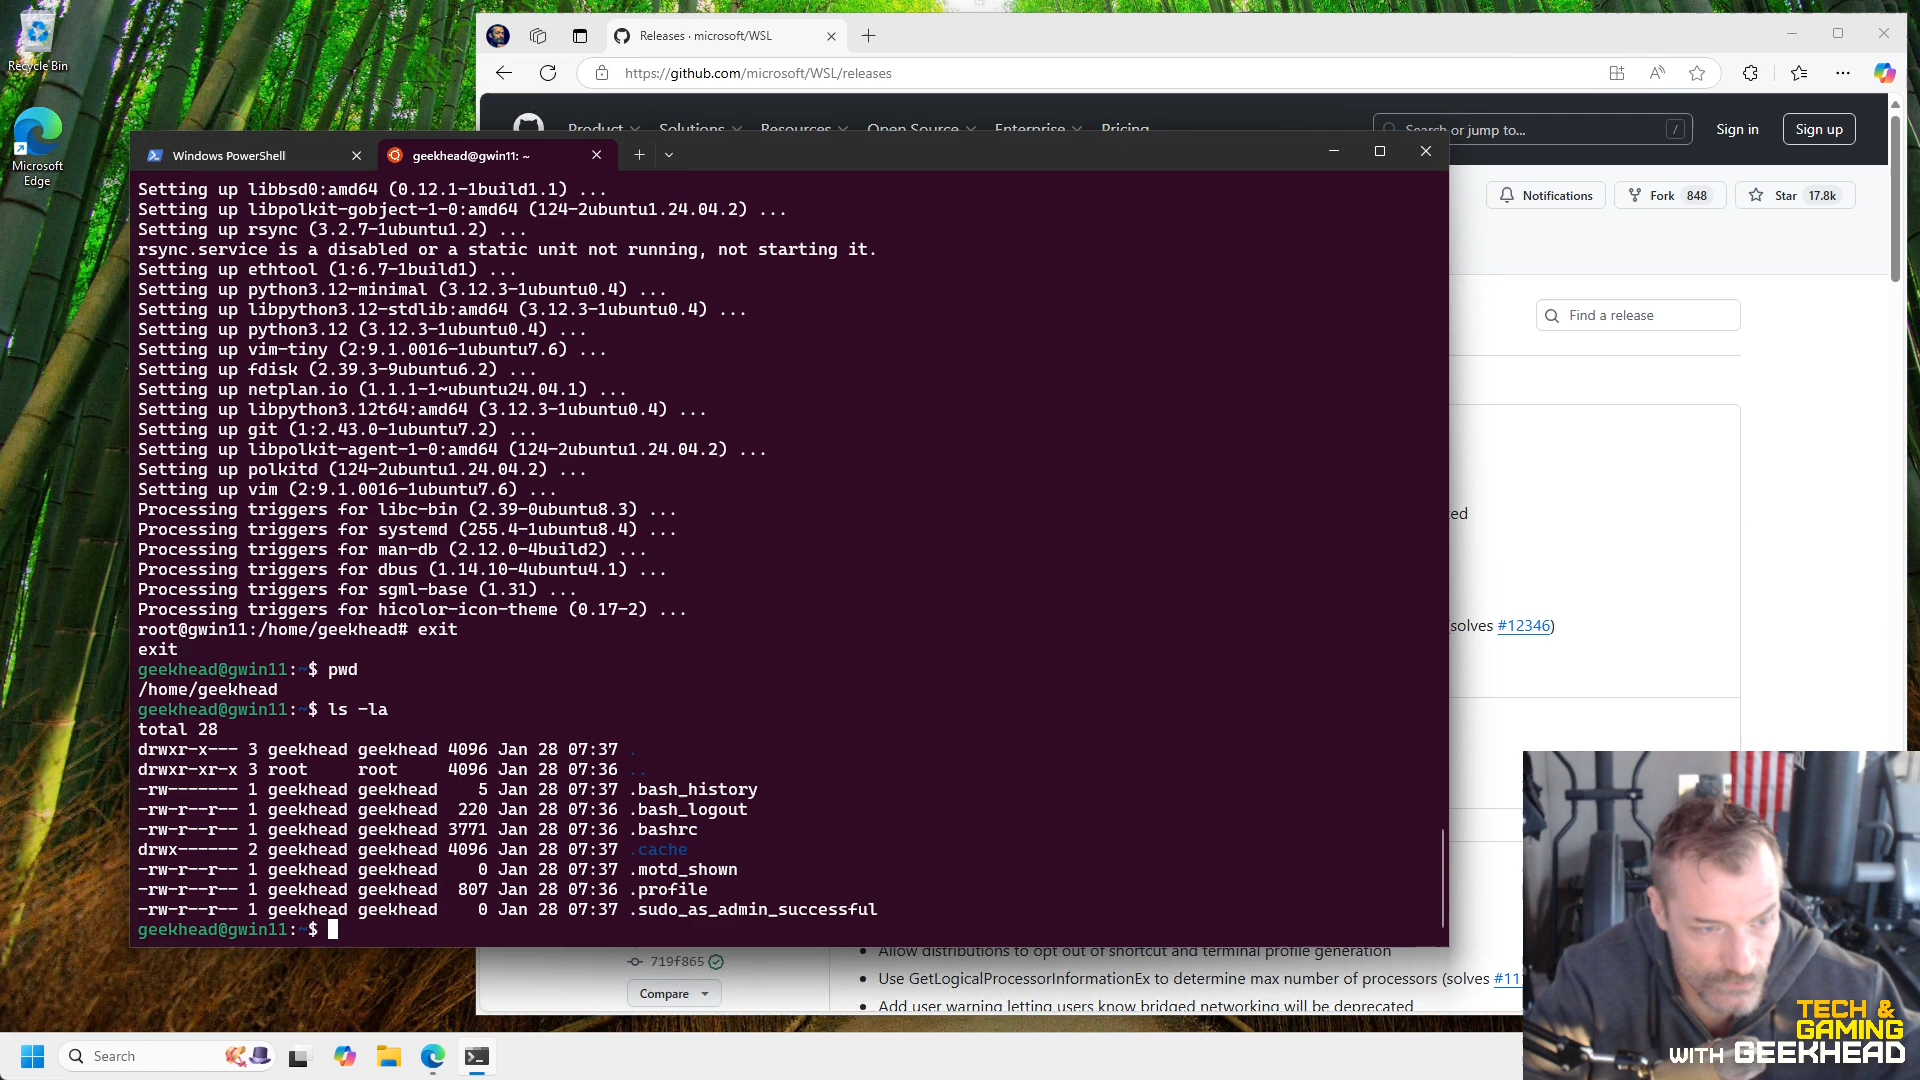 Recycle Bin
Microsoft
Edge
Releases · microsoft/WSL
https://github.com/microsoft/WSL/releases
Product
Solutions
Resources
Open Source
Enterprise
Pricing
Search or jump to...
/
Sign in
Sign up
Notifications
Fork 848
Star 17.8k
Find a release
Windows PowerShell
geekhead@gwin11: ~
Setting up libbsd0:amd64 (0.12.1-1build1.1) ...
Setting up libpolkit-gobject-1-0:amd64 (124-2ubuntu1.24.04.2) ...
Setting up rsync (3.2.7-1ubuntu1.2) ...
rsync.service is a disabled or a static unit not running, not starting it.
Setting up ethtool (1:6.7-1build1) ...
Setting up python3.12-minimal (3.12.3-1ubuntu0.4) ...
Setting up libpython3.12-stdlib:amd64 (3.12.3-1ubuntu0.4) ...
Setting up python3.12 (3.12.3-1ubuntu0.4) ...
Setting up vim-tiny (2:9.1.0016-1ubuntu7.6) ...
Setting up fdisk (2.39.3-9ubuntu6.2) ...
Setting up netplan.io (1.1.1-1~ubuntu24.04.1) ...
Setting up libpython3.12t64:amd64 (3.12.3-1ubuntu0.4) ...
Setting up git (1:2.43.0-1ubuntu7.2) ...
Setting up libpolkit-agent-1-0:amd64 (124-2ubuntu1.24.04.2) ...
Setting up polkitd (124-2ubuntu1.24.04.2) ...
Setting up vim (2:9.1.0016-1ubuntu7.6) ...
Processing triggers for libc-bin (2.39-0ubuntu8.3) ...
Processing triggers for systemd (255.4-1ubuntu8.4) ...
Processing triggers for man-db (2.12.0-4build2) ...
Processing triggers for dbus (1.14.10-4ubuntu4.1) ...
Processing triggers for sgml-base (1.31) ...
Processing triggers for hicolor-icon-theme (0.17-2) ...
root@gwin11:/home/geekhead# exit
exit
geekhead@gwin11:~$ pwd
/home/geekhead
geekhead@gwin11:~$ ls -la
total 28
drwxr-x--- 3 geekhead geekhead 4096 Jan 28 07:37 .
drwxr-xr-x 3 root     root     4096 Jan 28 07:36 ..
-rw------- 1 geekhead geekhead    5 Jan 28 07:37 .bash_history
-rw-r--r-- 1 geekhead geekhead  220 Jan 28 07:36 .bash_logout
-rw-r--r-- 1 geekhead geekhead 3771 Jan 28 07:36 .bashrc
drwx------ 2 geekhead geekhead 4096 Jan 28 07:37 .cache
-rw-r--r-- 1 geekhead geekhead    0 Jan 28 07:37 .motd_shown
-rw-r--r-- 1 geekhead geekhead  807 Jan 28 07:36 .profile
-rw-r--r-- 1 geekhead geekhead    0 Jan 28 07:37 .sudo_as_admin_successful
geekhead@gwin11:~$
ed
solves #12346)
719f865
Compare
Allow distributions to opt out of shortcut and terminal profile generation
Use GetLogicalProcessorInformationEx to determine max number of processors (solves #11
Add user warning letting users know bridged networking will be deprecated
Search
TECH &
GAMING
WITH GEEKHEAD